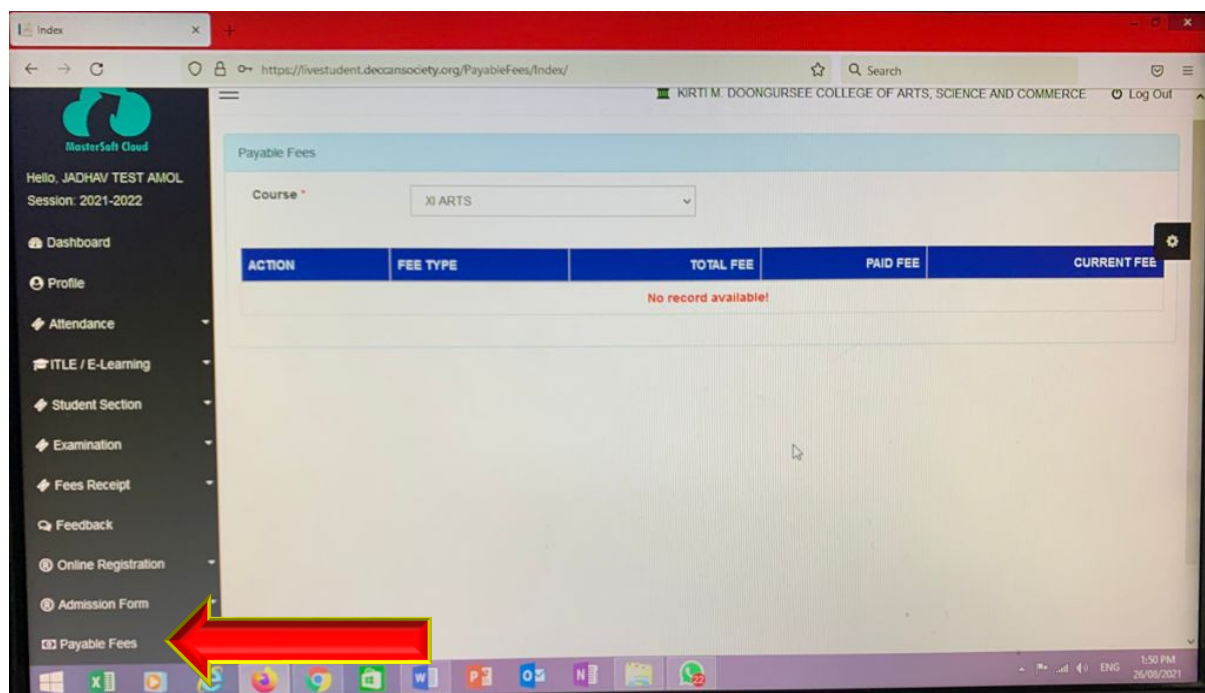 Index
https://livestudent.deccansociety.org/PayableFees/Index/
Search
MasterSoft Cloud
KIRTI M. DOONGURSEE COLLEGE OF ARTS, SCIENCE AND COMMERCE
Log Out
Hello, JADHAV TEST AMOL
Session: 2021-2022
Dashboard
Profile
Attendance
ITLE / E-Learning
Student Section
Examination
Fees Receipt
Feedback
Online Registration
Admission Form
Payable Fees
Payable Fees
Course *
XI ARTS
ACTION FEE TYPE TOTAL FEE PAID FEE CURRENT FEE
No record available!
22
ENG
1:50 PM
26/08/2021